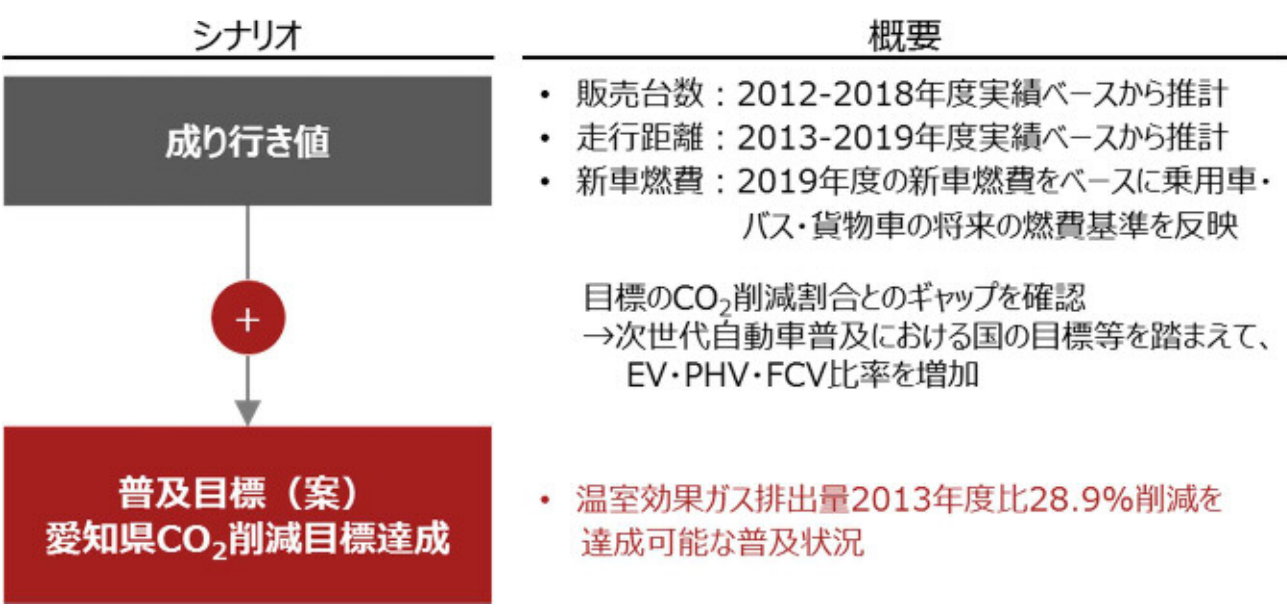 シナリオ
概要
成り行き値
• 販売台数：2012-2018年度実績ベースから推計
• 走行距離：2013-2019年度実績ベースから推計
• 新車燃費：2019年度の新車燃費をベースに乗用車・
バス・貨物車の将来の燃費基準を反映
+
目標のCO₂削減割合とのギャップを確認
→次世代自動車普及における国の目標等を踏まえて、
EV・PHV・FCV比率を増加
普及目標（案）
愛知県CO₂削減目標達成
• 温室効果ガス排出量2013年度比28.9%削減を
達成可能な普及状況